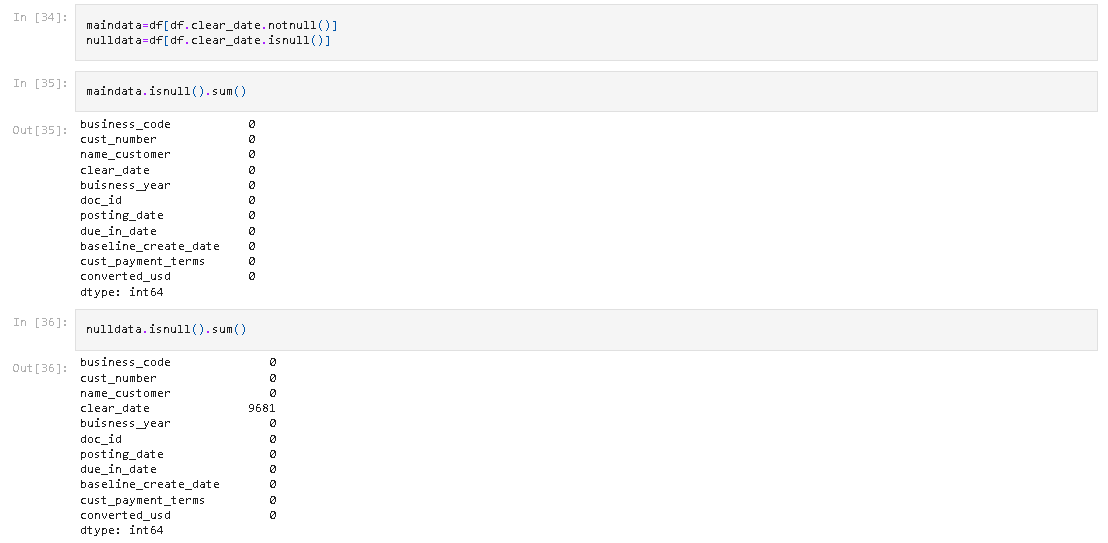 In [34]:
maindata=df[df.clear_date.notnull()]
nulldata=df[df.clear_date.isnull()]
In [35]:
maindata.isnull().sum()
Out[35]:
business_code 0
cust_number 0
name_customer 0
clear_date 0
buisness_year 0
doc_id 0
posting_date 0
due_in_date 0
baseline_create_date 0
cust_payment_terms 0
converted_usd 0
dtype: int64
In [36]:
nulldata.isnull().sum()
Out[36]:
business_code 0
cust_number 0
name_customer 0
clear_date 9681
buisness_year 0
doc_id 0
posting_date 0
due_in_date 0
baseline_create_date 0
cust_payment_terms 0
converted_usd 0
dtype: int64